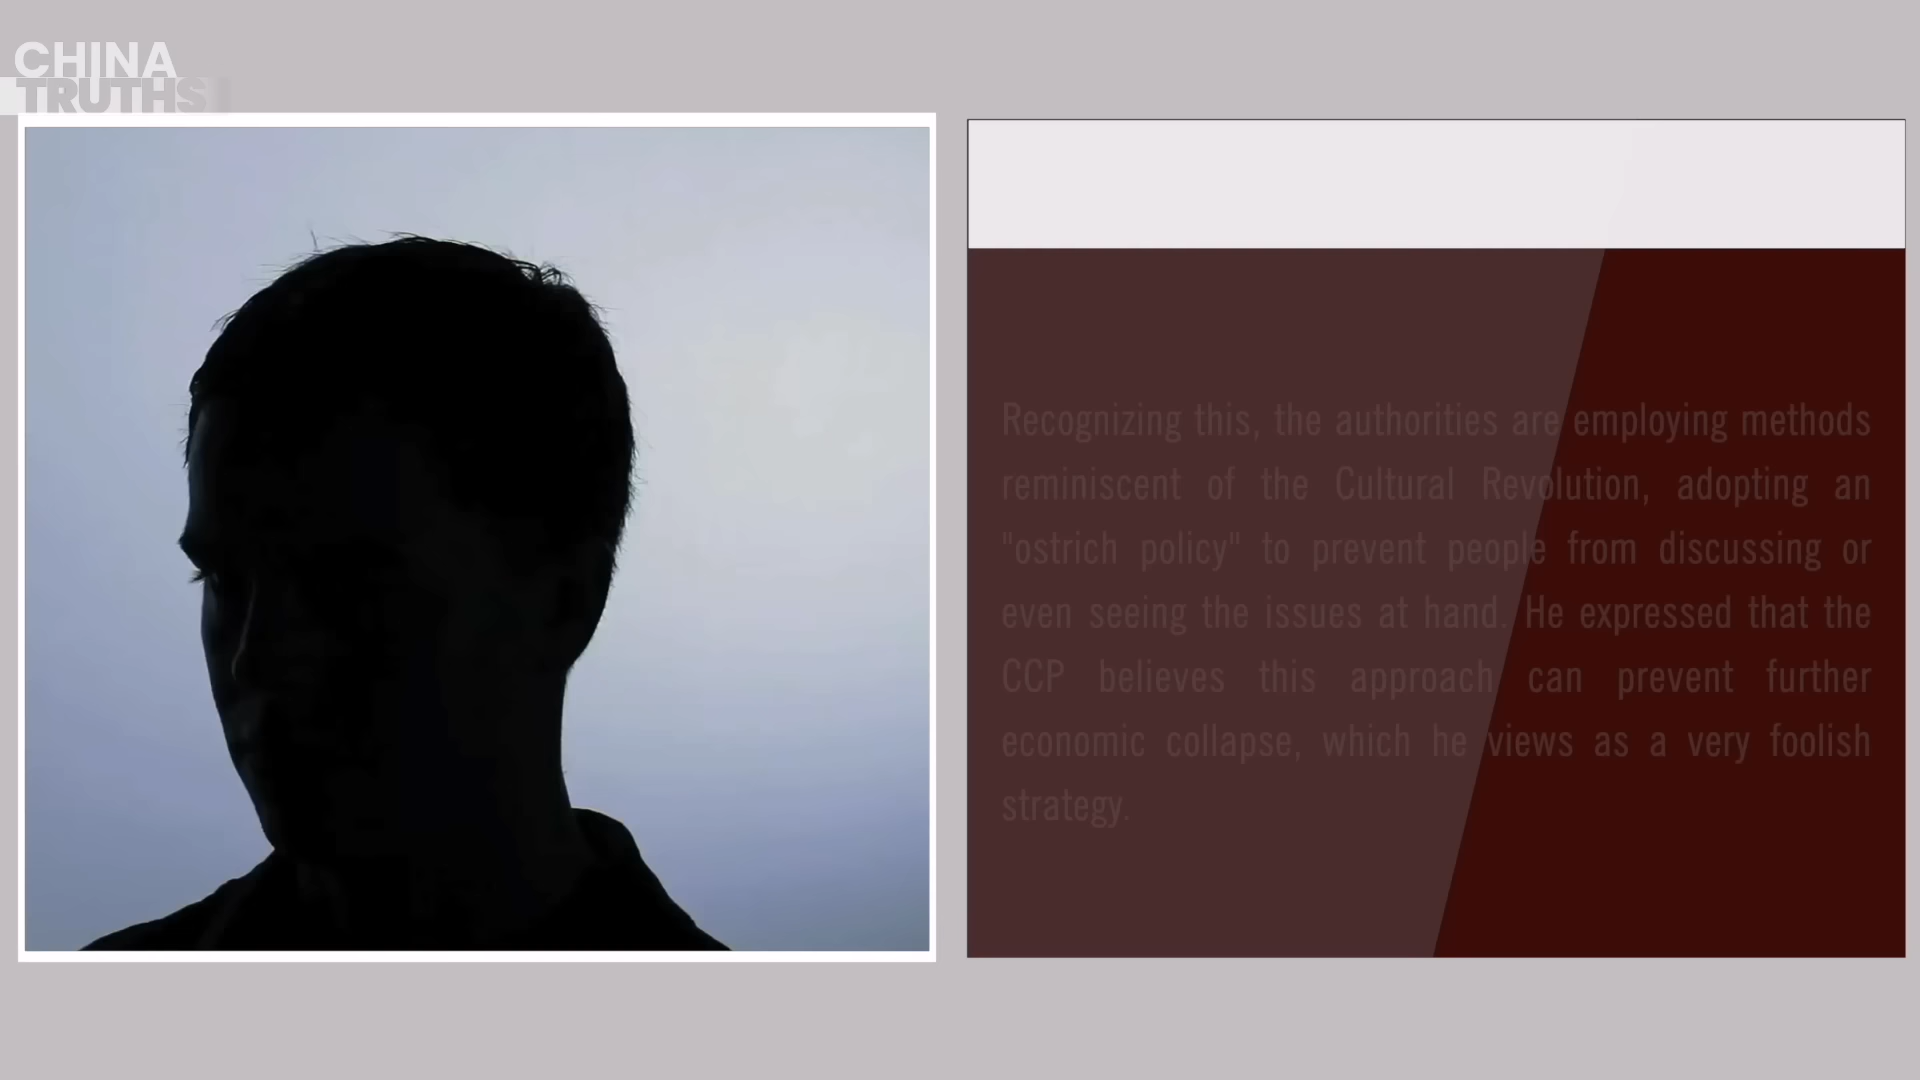 CHINA
TRUTHS
Recognizing this, the authorities are employing methods
reminiscent of the Cultural Revolution, adopting an
"ostrich policy" to prevent people from discussing or
even seeing the issues at hand. He expressed that the
CCP believes this approach can prevent further
economic collapse, which he views as a very foolish
strategy.